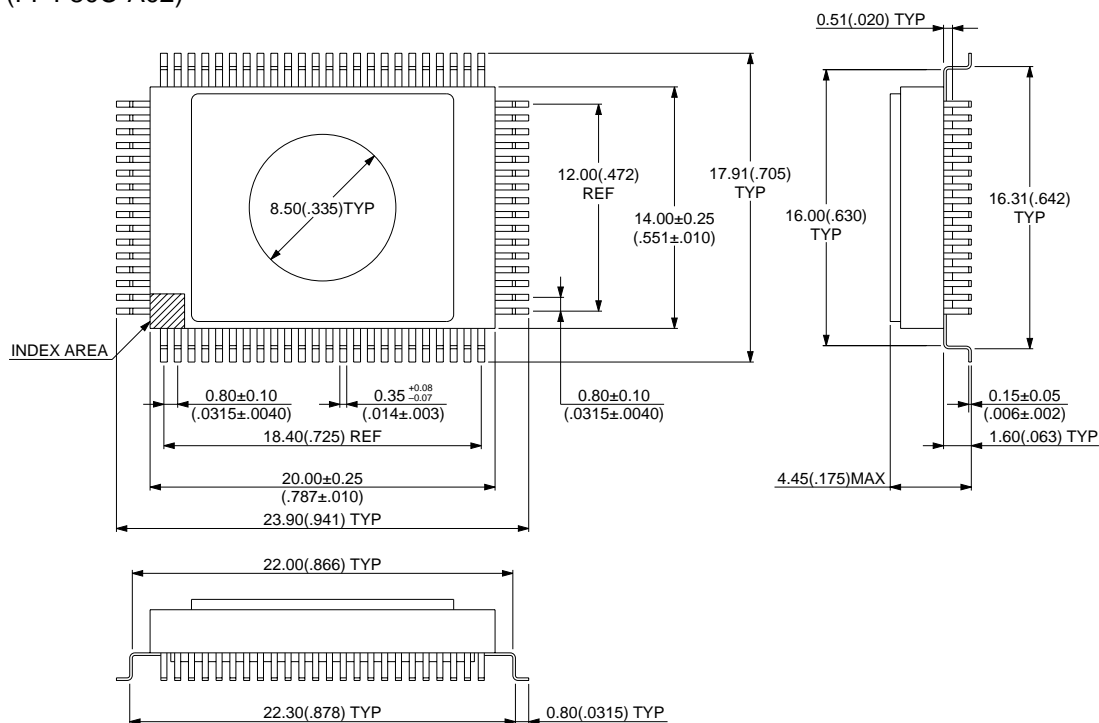 0.51(.020) TYP
8.50(.335)TYP
12.00(.472)
REF
14.00±0.25
(.551±.010)
17.91(.705)
TYP
16.00(.630)
TYP
16.31(.642)
TYP
INDEX AREA
0.80±0.10
(.0315±.0040)
0.35 +0.08 −0.07
(.014±.003)
0.80±0.10
(.0315±.0040)
0.15±0.05
(.006±.002)
18.40(.725) REF
1.60(.063) TYP
20.00±0.25
(.787±.010)
4.45(.175)MAX
23.90(.941) TYP
22.00(.866) TYP
22.30(.878) TYP
0.80(.0315) TYP